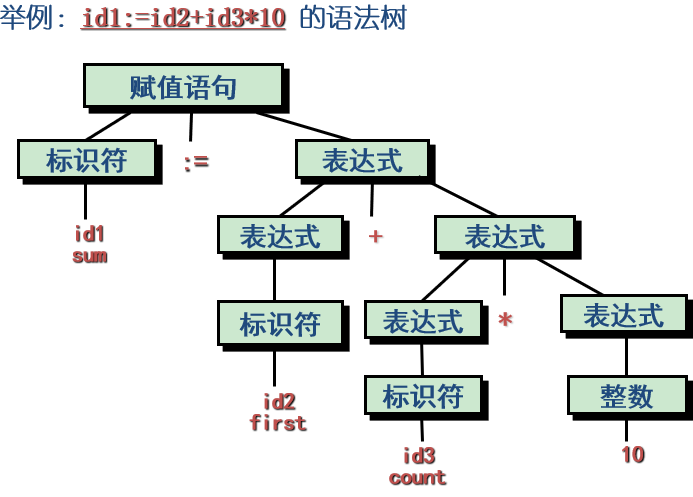 举例：id1:=id2+id3*10 的语法树
赋值语句
标识符 := 表达式
id1
sum
表达式 + 表达式
标识符 表达式 * 表达式
id2
first
标识符 整数
id3
count
10